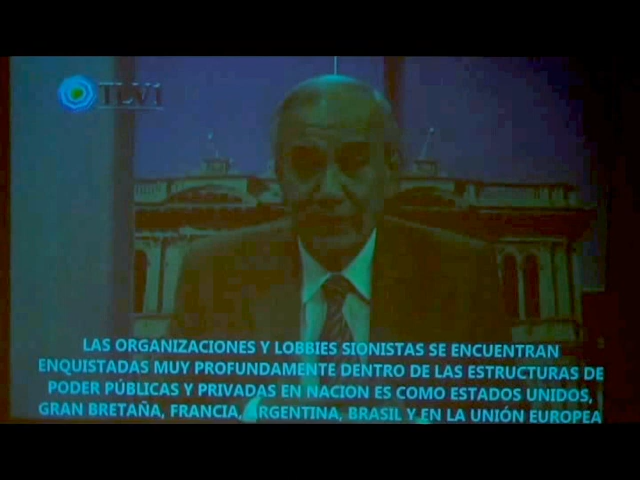 TLV1
LAS ORGANIZACIONES Y LOBBIES SIONISTAS SE ENCUENTRAN
ENQUISTADAS MUY PROFUNDAMENTE DENTRO DE LAS ESTRUCTURAS DE
PODER PÚBLICAS Y PRIVADAS EN NACION ES COMO ESTADOS UNIDOS,
GRAN BRETAÑA, FRANCIA, ARGENTINA, BRASIL Y EN LA UNIÓN EUROPEA